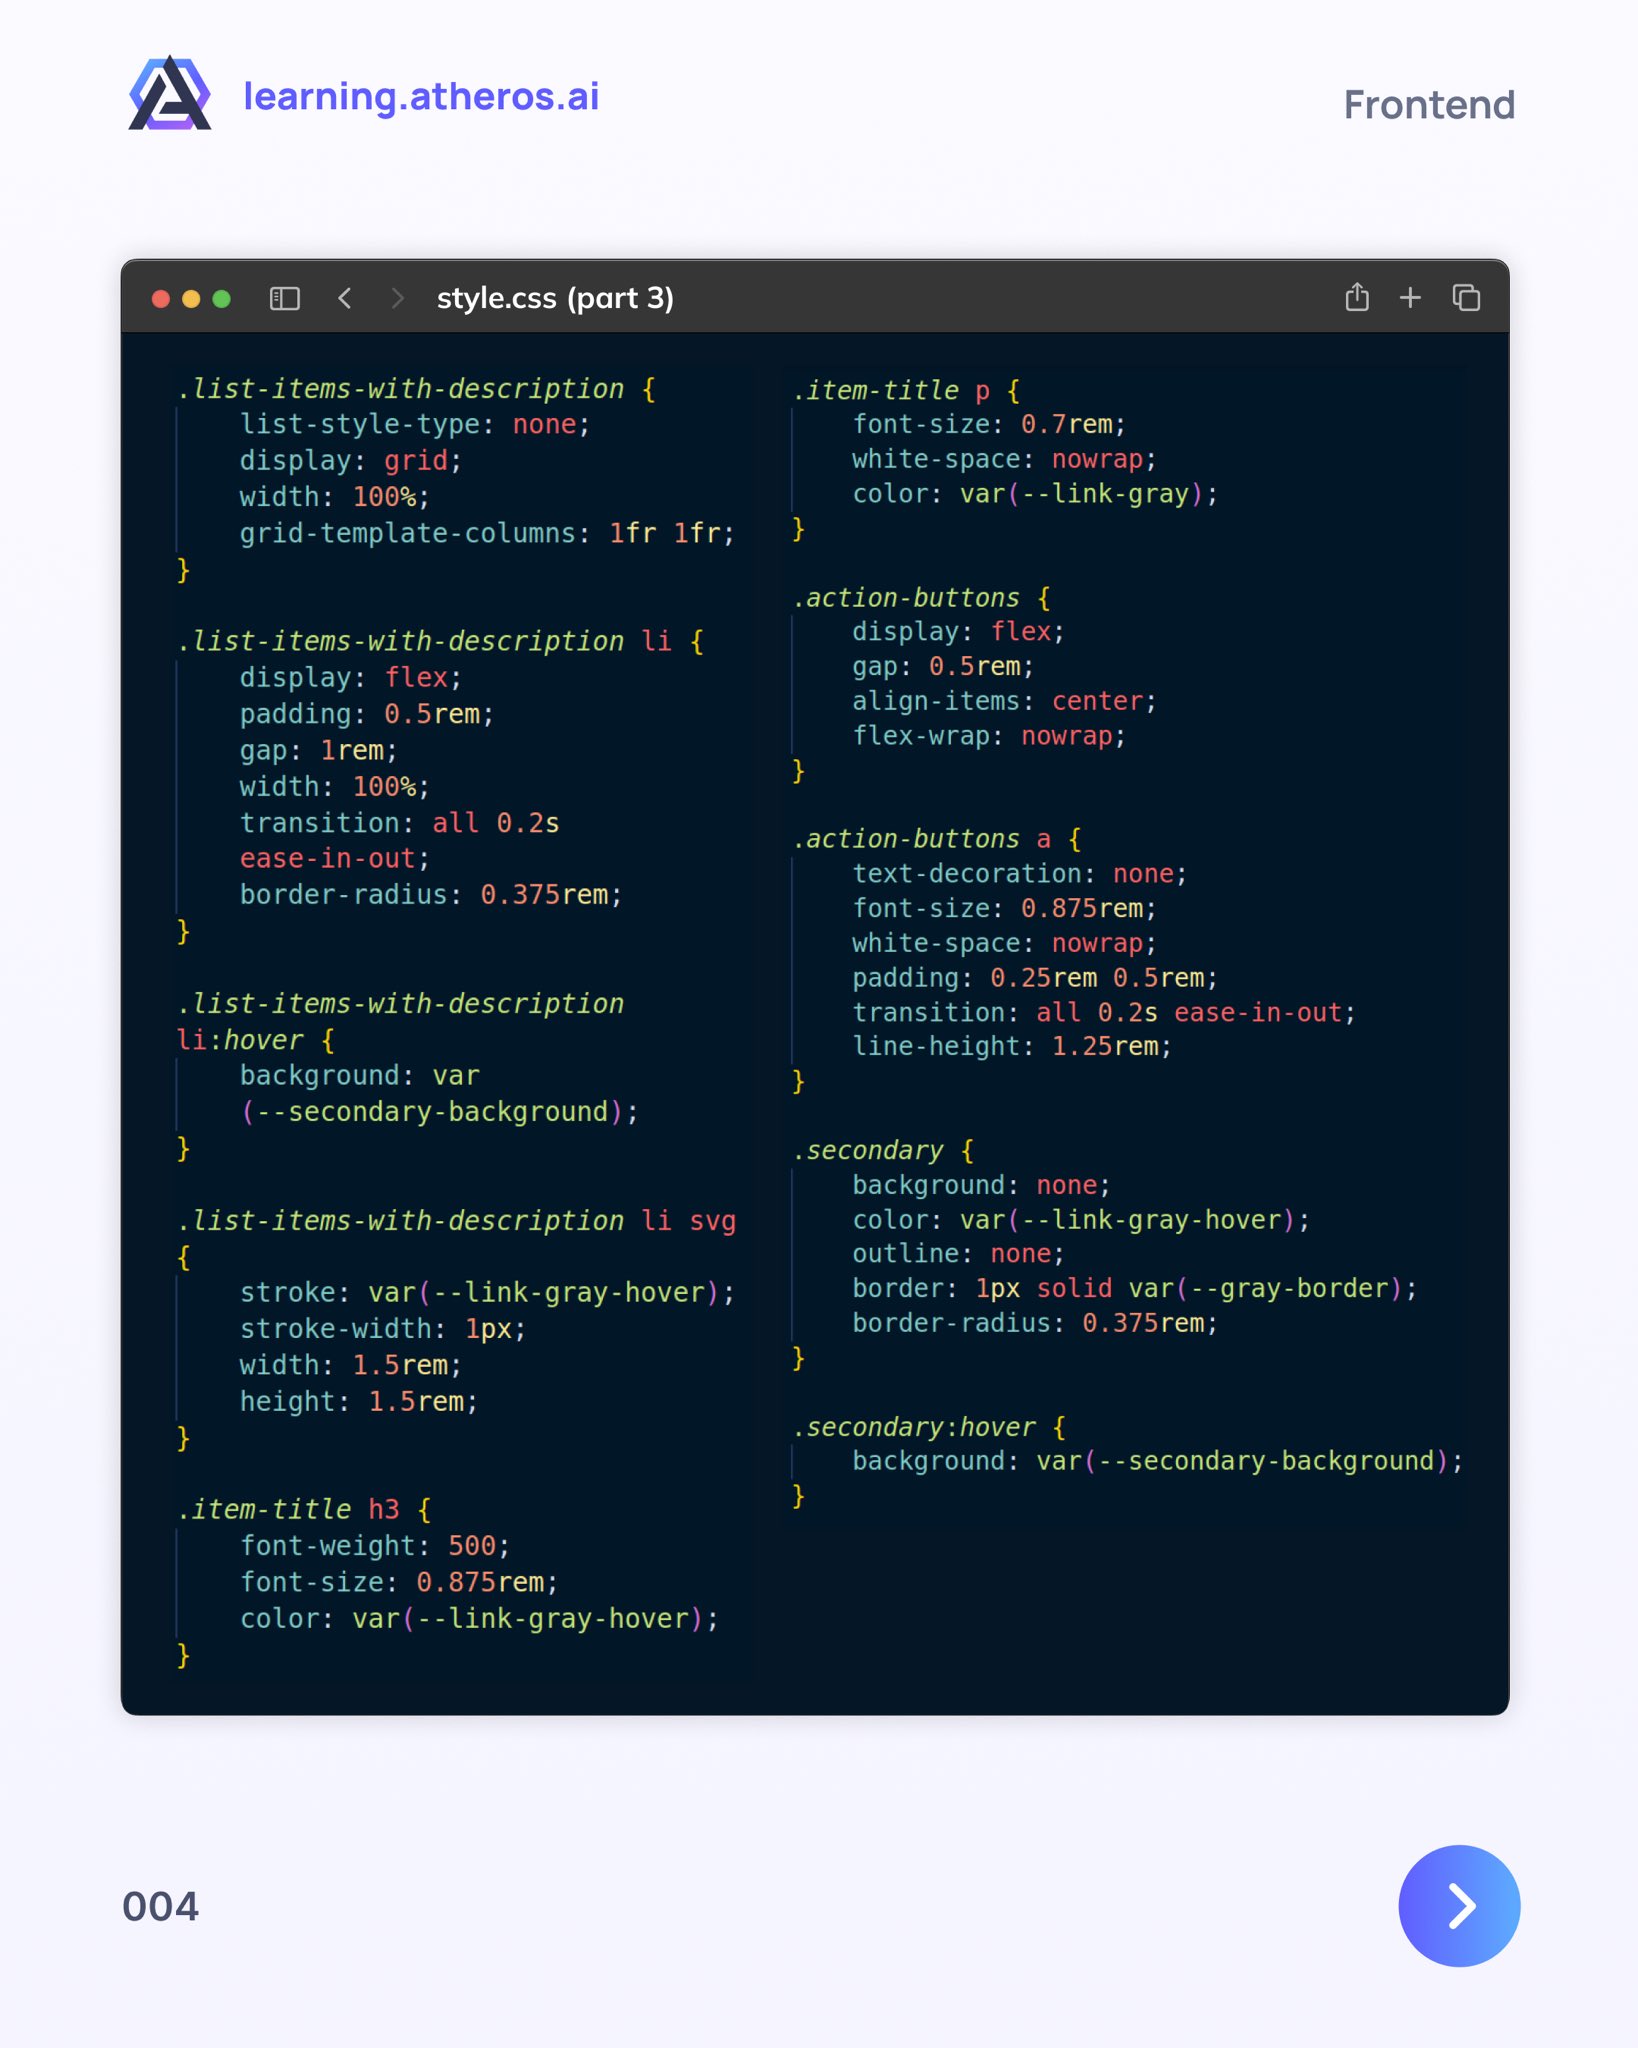 learning.atheros.ai
Frontend
style.css (part 3)
.list-items-with-description {
    list-style-type: none;
    display: grid;
    width: 100%;
    grid-template-columns: 1fr 1fr;
}

.list-items-with-description li {
    display: flex;
    padding: 0.5rem;
    gap: 1rem;
    width: 100%;
    transition: all 0.2s
    ease-in-out;
    border-radius: 0.375rem;
}

.list-items-with-description
li:hover {
    background: var
    (--secondary-background);
}

.list-items-with-description li svg
{
    stroke: var(--link-gray-hover);
    stroke-width: 1px;
    width: 1.5rem;
    height: 1.5rem;
}

.item-title h3 {
    font-weight: 500;
    font-size: 0.875rem;
    color: var(--link-gray-hover);
}

.item-title p {
    font-size: 0.7rem;
    white-space: nowrap;
    color: var(--link-gray);
}

.action-buttons {
    display: flex;
    gap: 0.5rem;
    align-items: center;
    flex-wrap: nowrap;
}

.action-buttons a {
    text-decoration: none;
    font-size: 0.875rem;
    white-space: nowrap;
    padding: 0.25rem 0.5rem;
    transition: all 0.2s ease-in-out;
    line-height: 1.25rem;
}

.secondary {
    background: none;
    color: var(--link-gray-hover);
    outline: none;
    border: 1px solid var(--gray-border);
    border-radius: 0.375rem;
}

.secondary:hover {
    background: var(--secondary-background);
}
004